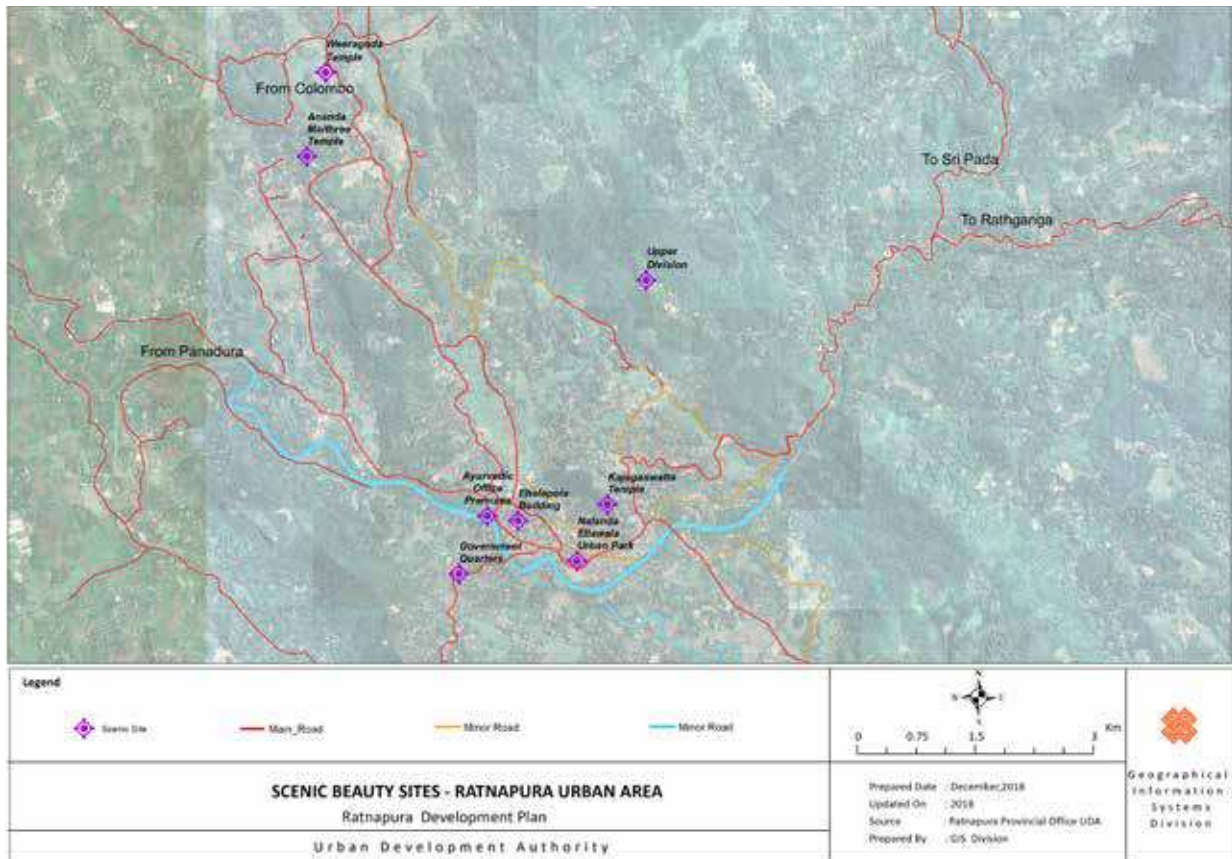 Weeragoda
Temple
From Colombo
Ananda
Maithree
Temple
To Sri Pada
To Rathganga
Upper
Division
From Panadura
Ayurvedic
Office
Premises
Eheliyapola
Building
Kajugaswatta
Temple
Nalanda
Ellawala
Urban Park
Government
Quarters
Legend
Scenic Site
Main_Road
Minor Road
Minor Road
N
W E
S
0 0.75 1.5 3 Km
SCENIC BEAUTY SITES - RATNAPURA URBAN AREA
Ratnapura Development Plan
Urban Development Authority
Prepared Date : December,2018
Updated On : 2018
Source : Ratnapura Provincial Office UDA
Prepared By : GIS Division
Geographical
Information
Systems
Division